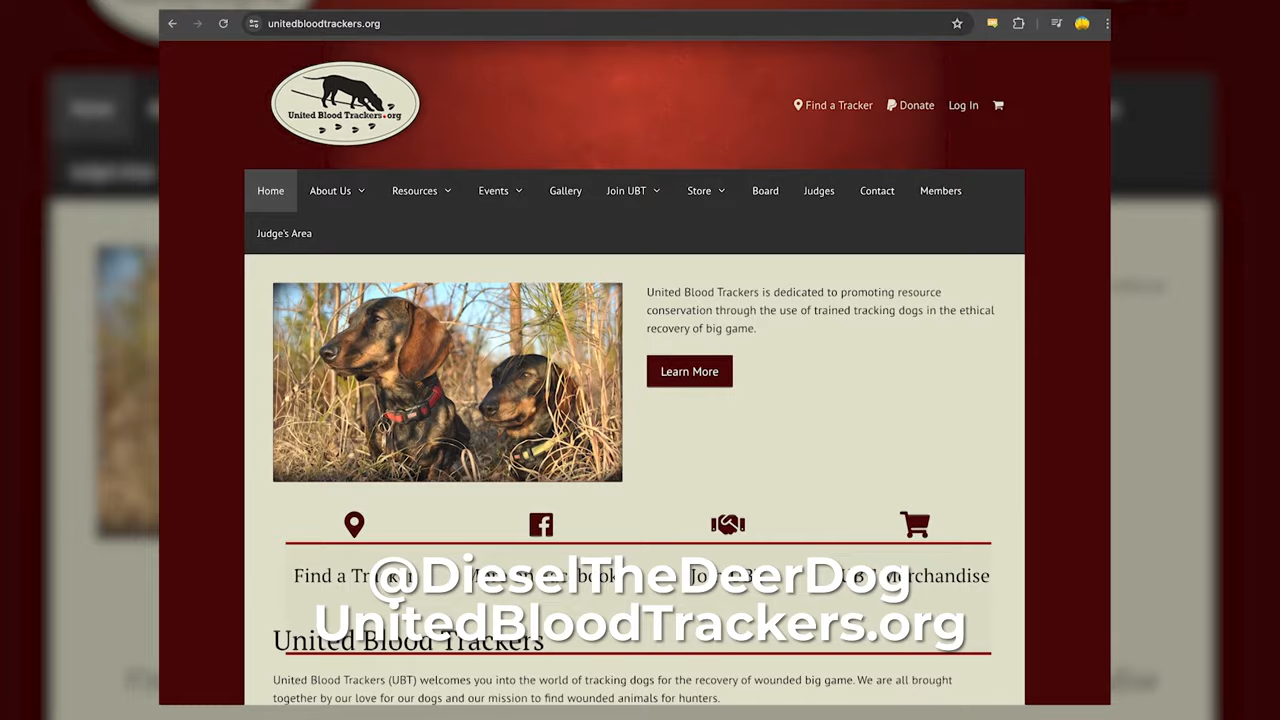 unitedbloodtrackers.org
United Blood Trackers.org
Find a Tracker
Donate
Log In
Home
About Us
Resources
Events
Gallery
Join UBT
Store
Board
Judges
Contact
Members
Judge's Area
United Blood Trackers is dedicated to promoting resource
conservation through the use of trained tracking dogs in the ethical
recovery of big game.
Learn More
Find a Tracker
Merchandise
@DieselTheDeerDog
UnitedBloodTrackers.org
United Blood Trackers
United Blood Trackers (UBT) welcomes you into the world of tracking dogs for the recovery of wounded big game. We are all brought
together by our love for our dogs and our mission to find wounded animals for hunters.